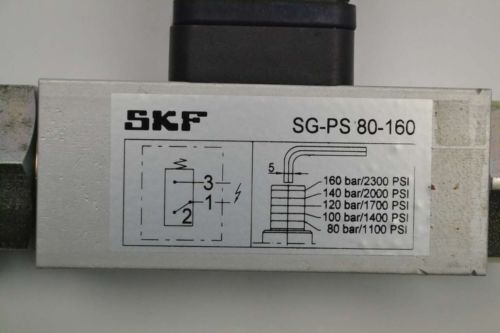 SKF SG-PS 80-160
5
3
1
2
160 bar/2300 PSI
140 bar/2000 PSI
120 bar/1700 PSI
100 bar/1400 PSI
80 bar/1100 PSI